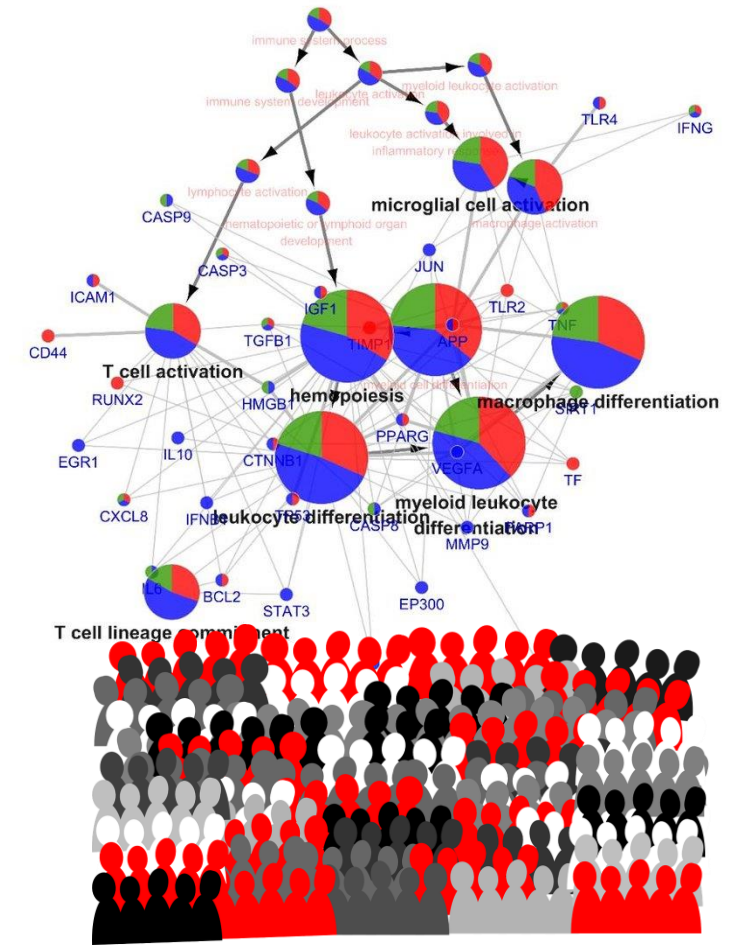 immune system process
leukocyte activation
myeloid leukocyte activation
immune system development
TLR4
IFNG
leukocyte activation involved in
inflammatory response
lymphocyte activation
microglial cell activation
CASP9
hematopoietic or lymphoid organ
development
macrophage activation
CASP3
JUN
ICAM1
IGF1
TLR2
TNF
CD44
TGFB1
TIMP1
APP
T cell activation
myeloid cell differentiation
RUNX2
HMGB1
hemopoiesis
macrophage differentiation
SIRT1
EGR1
IL10
CTNNB1
PPARG
VEGFA
TF
CXCL8
IFNB1
leukocyte differentiation
TP53
CASP8
myeloid leukocyte
differentiation
PARP1
MMP9
IL6
BCL2
STAT3
EP300
T cell lineage commitment